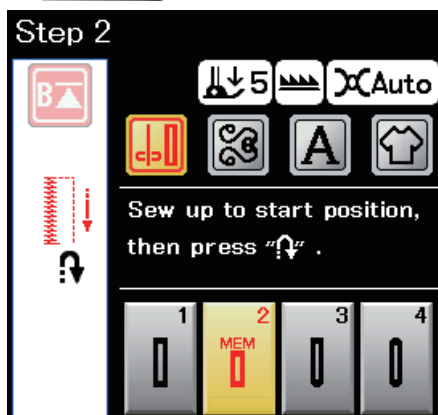 Step 2
B
5 Auto
A
Sew up to start position,
then press “ ” .
1 2 3 4
MEM